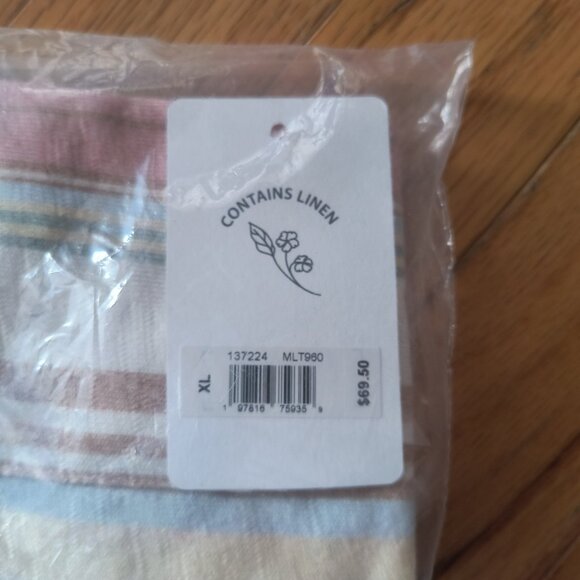 CONTAINS LINEN
137224 MLT960
XL
$69.50
1 97816 75935 9